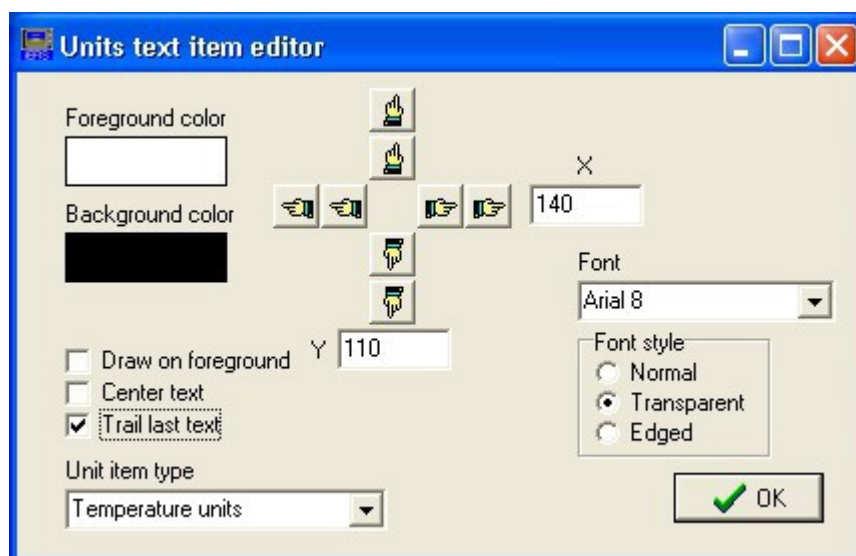 Units text item editor
Foreground color
X
140
Background color
Font
Arial 8
Y 110
Font style
Draw on foreground
Normal
Center text
Transparent
Trail last text
Edged
Unit item type
Temperature units
OK